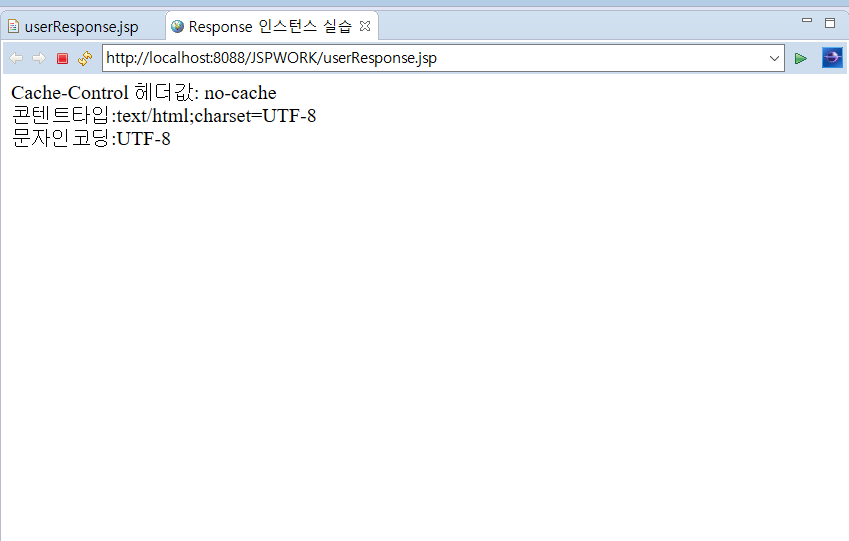 userResponse.jsp
Response 인스턴스 실습
http://localhost:8088/JSPWORK/userResponse.jsp
Cache-Control 헤더값: no-cache
콘텐트타입:text/html;charset=UTF-8
문자인코딩:UTF-8